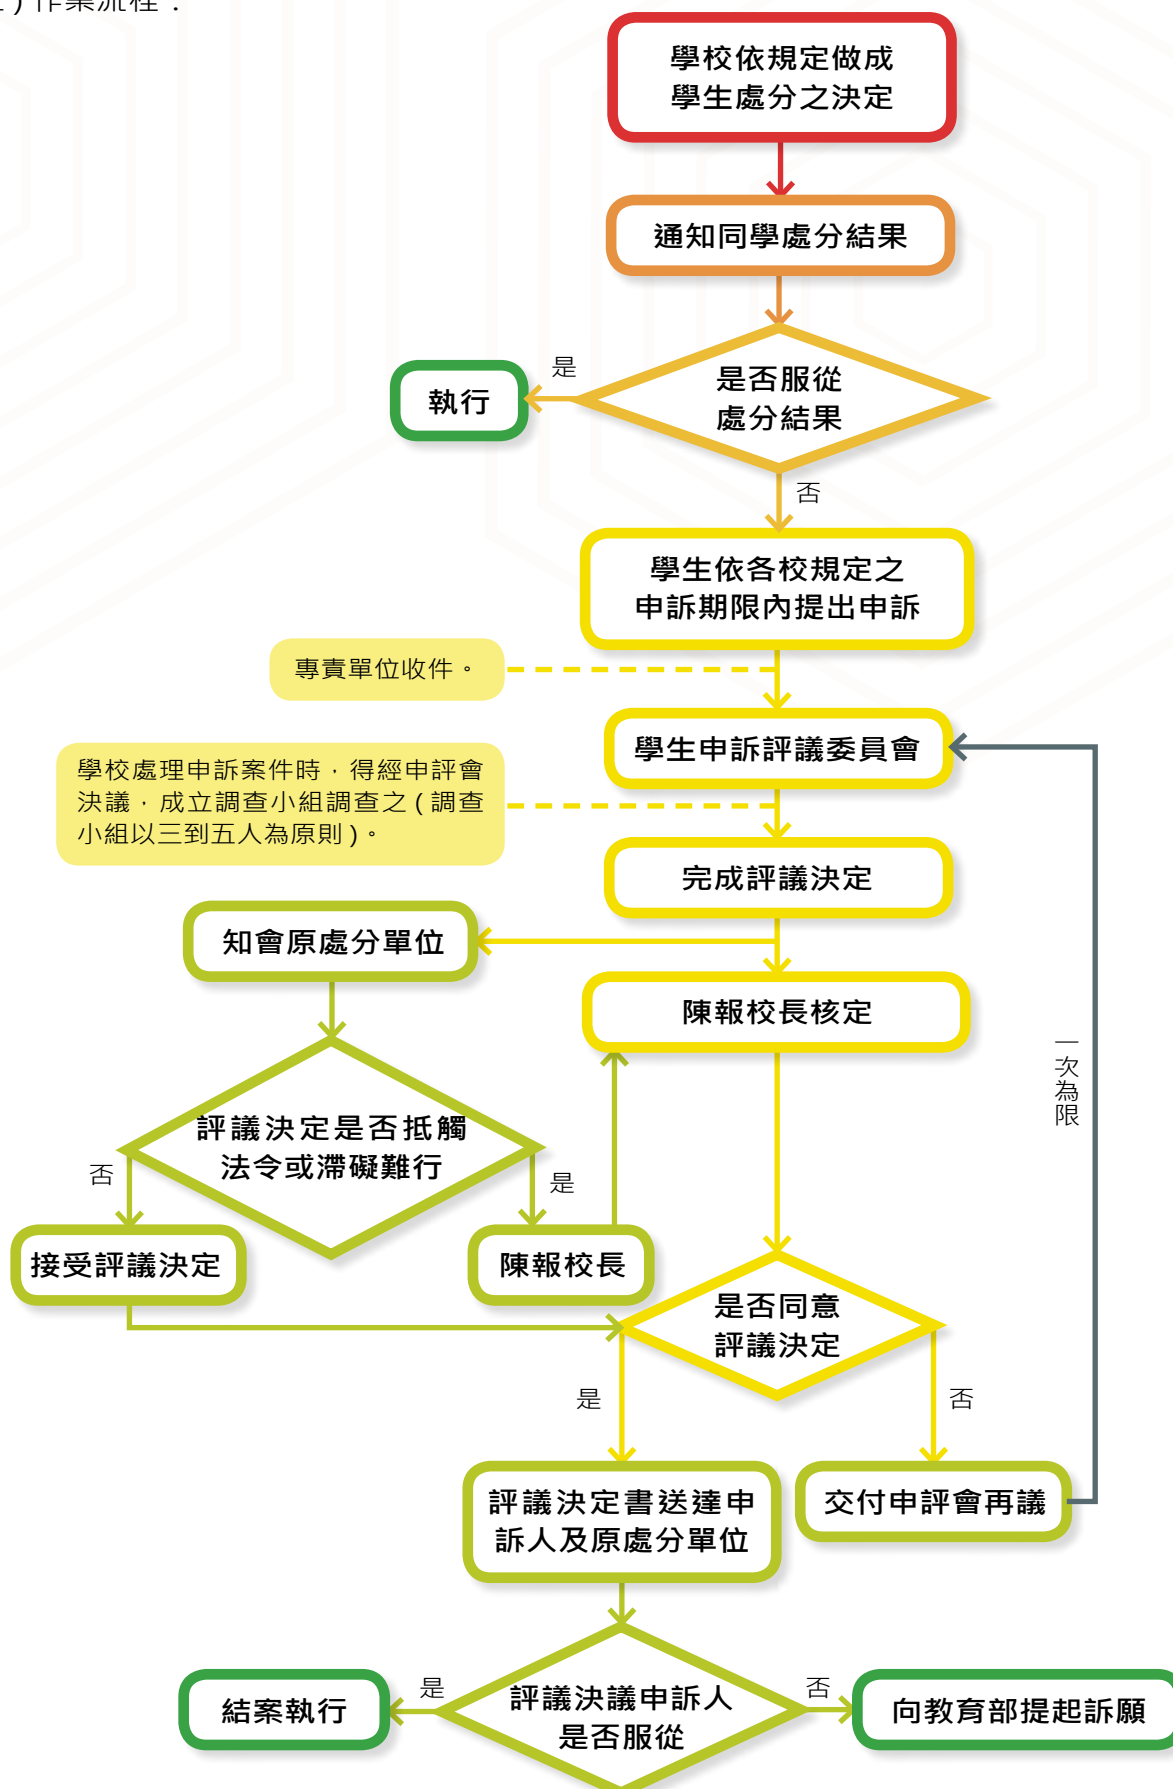 ) 作業流程：
學校依規定做成
學生處分之決定
通知同學處分結果
是否服從
處分結果
是
執行
否
學生依各校規定之
申訴期限內提出申訴
專責單位收件。
學生申訴評議委員會
學校處理申訴案件時，得經申評會
決議，成立調查小組調查之(調查
小組以三到五人為原則)。
完成評議決定
知會原處分單位
陳報校長核定
一次為限
評議決定是否抵觸
法令或滯礙難行
否
是
接受評議決定
陳報校長
是否同意
評議決定
是
否
評議決定書送達申
訴人及原處分單位
交付申評會再議
評議決議申訴人
是否服從
是
結案執行
否
向教育部提起訴願